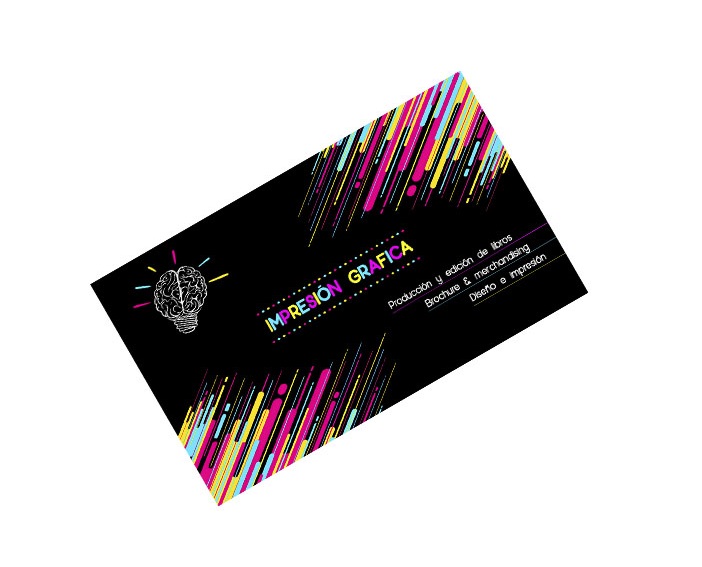 IMPRESIÓN GRAFICA
Producción y edición de libros
Brochure & merchandising
Diseño e impresión